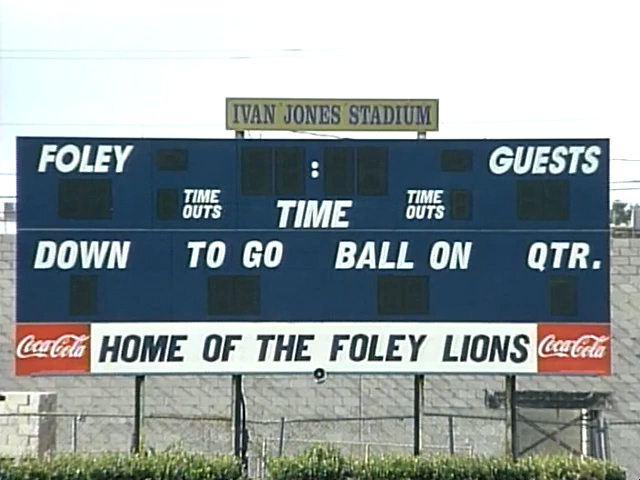 IVAN JONES STADIUM
FOLEY : GUESTS
TIME OUTS TIME TIME OUTS
DOWN TO GO BALL ON QTR.
Coca-Cola HOME OF THE FOLEY LIONS Coca-Cola